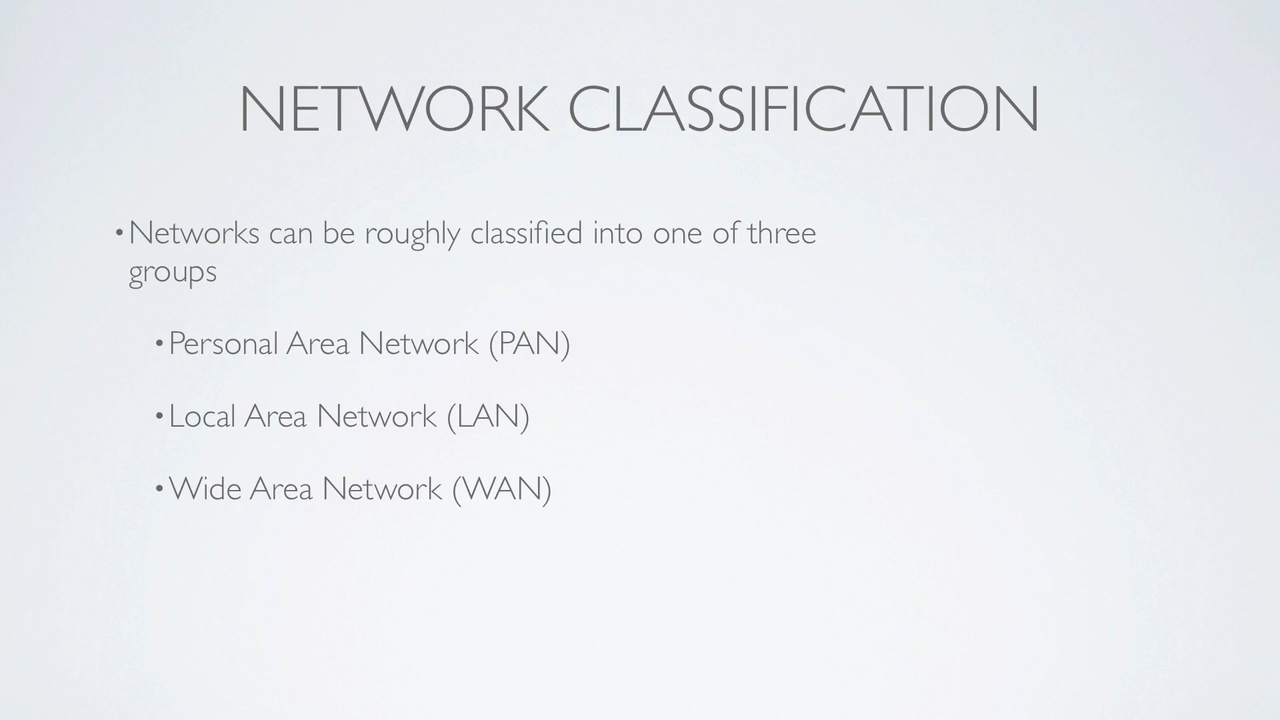 NETWORK CLASSIFICATION
•Networks can be roughly classified into one of three
groups
•Personal Area Network (PAN)
•Local Area Network (LAN)
•Wide Area Network (WAN)